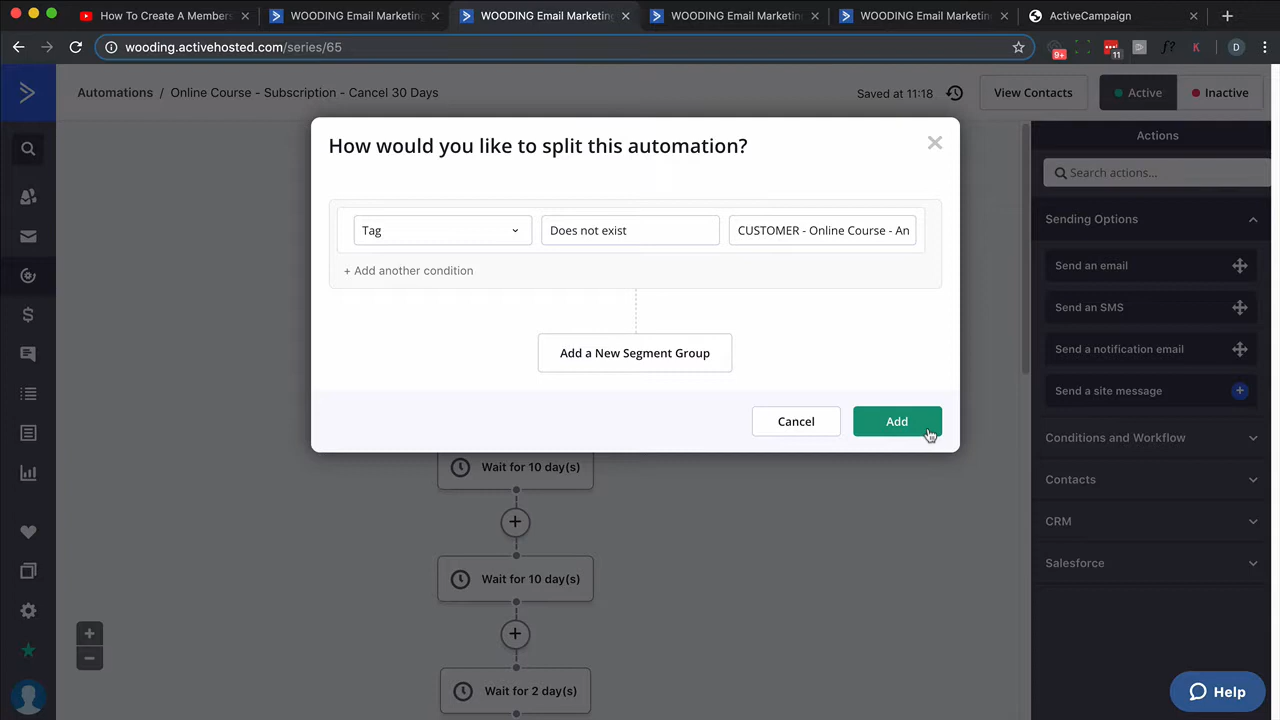 How To Create A Members
WOODING Email Marketing
WOODING Email Marketing
WOODING Email Marketing
WOODING Email Marketing
ActiveCampaign
wooding.activehosted.com/series/65
9+
11
f?
K
D
Automations / Online Course - Subscription - Cancel 30 Days
Saved at 11:18
View Contacts
Active
Inactive
How would you like to split this automation?
Tag
Does not exist
CUSTOMER - Online Course - An
+ Add another condition
Add a New Segment Group
Cancel
Add
Wait for 10 day(s)
Wait for 10 day(s)
Wait for 2 day(s)
Actions
Search actions...
Sending Options
Send an email
Send an SMS
Send a notification email
Send a site message
Conditions and Workflow
Contacts
CRM
Salesforce
Help